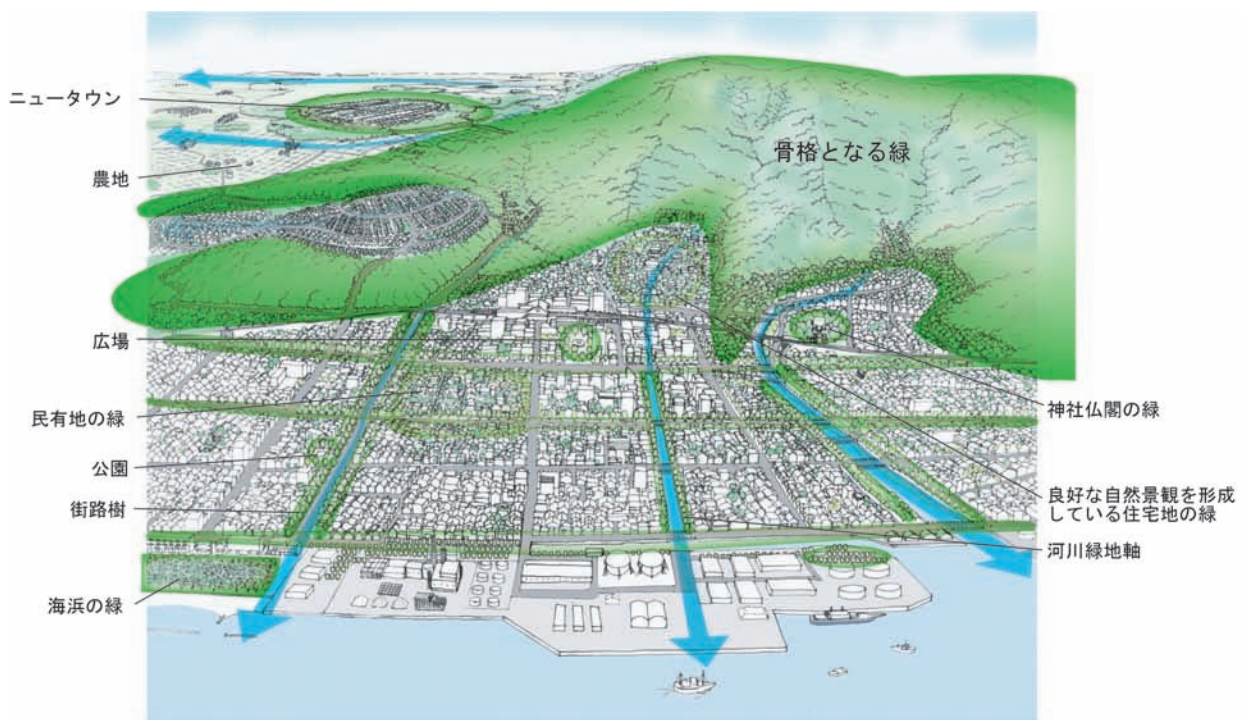 ニュータウン
骨格となる緑
農地
広場
民有地の緑
公園
街路樹
海浜の緑
神社仏閣の緑
良好な自然景観を形成
している住宅地の緑
河川緑地軸